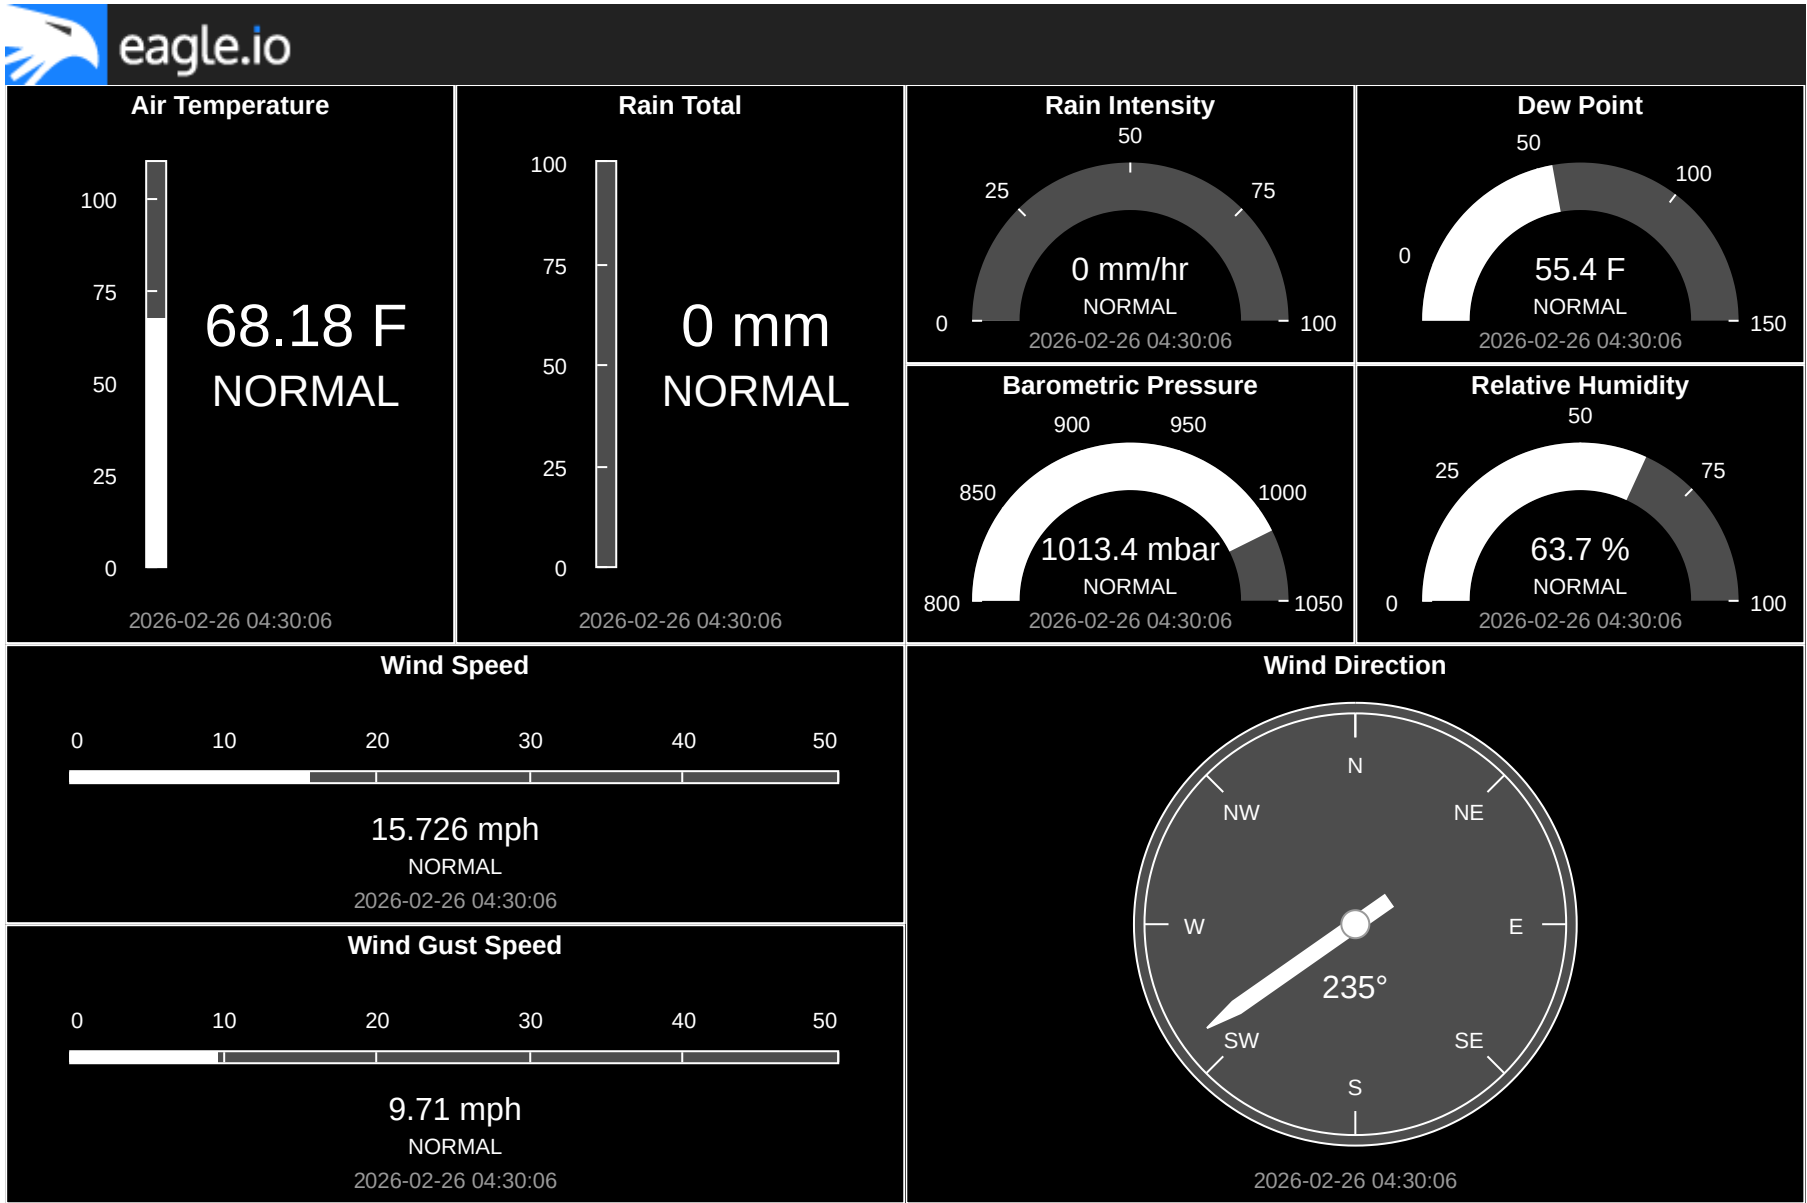 eagle.io
Air Temperature
100
75
50
25
0
68.18 F
NORMAL
2026-02-26 04:30:06
Rain Total
100
75
50
25
0
0 mm
NORMAL
2026-02-26 04:30:06
Rain Intensity
50
25
75
0
100
0 mm/hr
NORMAL
2026-02-26 04:30:06
Dew Point
50
100
0
150
55.4 F
NORMAL
2026-02-26 04:30:06
Barometric Pressure
900
950
850
1000
800
1050
1013.4 mbar
NORMAL
2026-02-26 04:30:06
Relative Humidity
50
25
75
0
100
63.7 %
NORMAL
2026-02-26 04:30:06
Wind Speed
0 10 20 30 40 50
15.726 mph
NORMAL
2026-02-26 04:30:06
Wind Gust Speed
0 10 20 30 40 50
9.71 mph
NORMAL
2026-02-26 04:30:06
Wind Direction
N
NW
NE
W
E
235°
SW
SE
S
2026-02-26 04:30:06